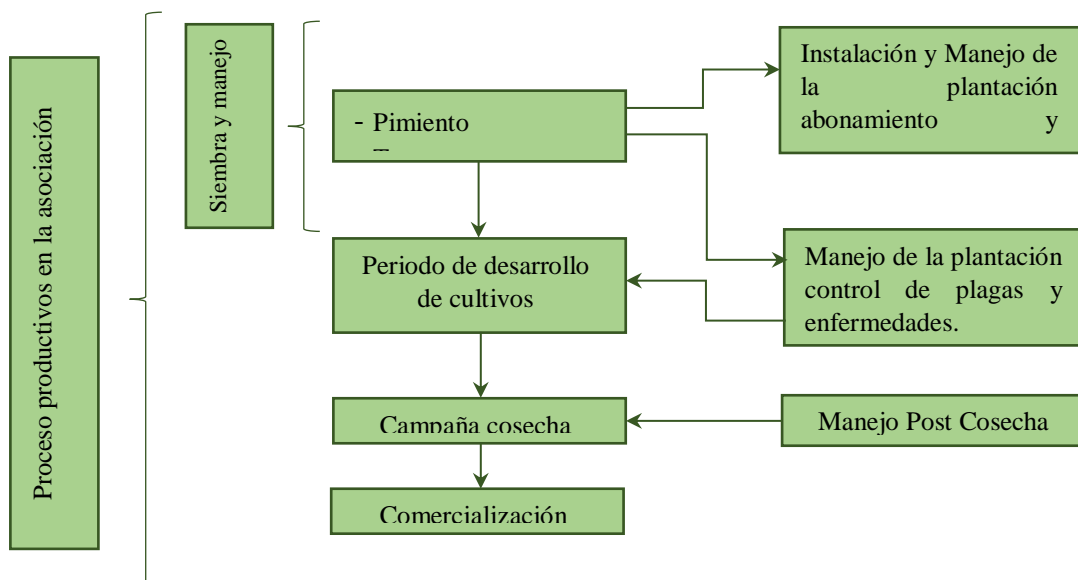 Proceso productivos en la asociación
Siembra y manejo
- Pimiento
Instalación y Manejo de
la plantación
abonamiento y
Periodo de desarrollo
de cultivos
Manejo de la plantación
control de plagas y
enfermedades.
Campaña cosecha
Manejo Post Cosecha
Comercialización